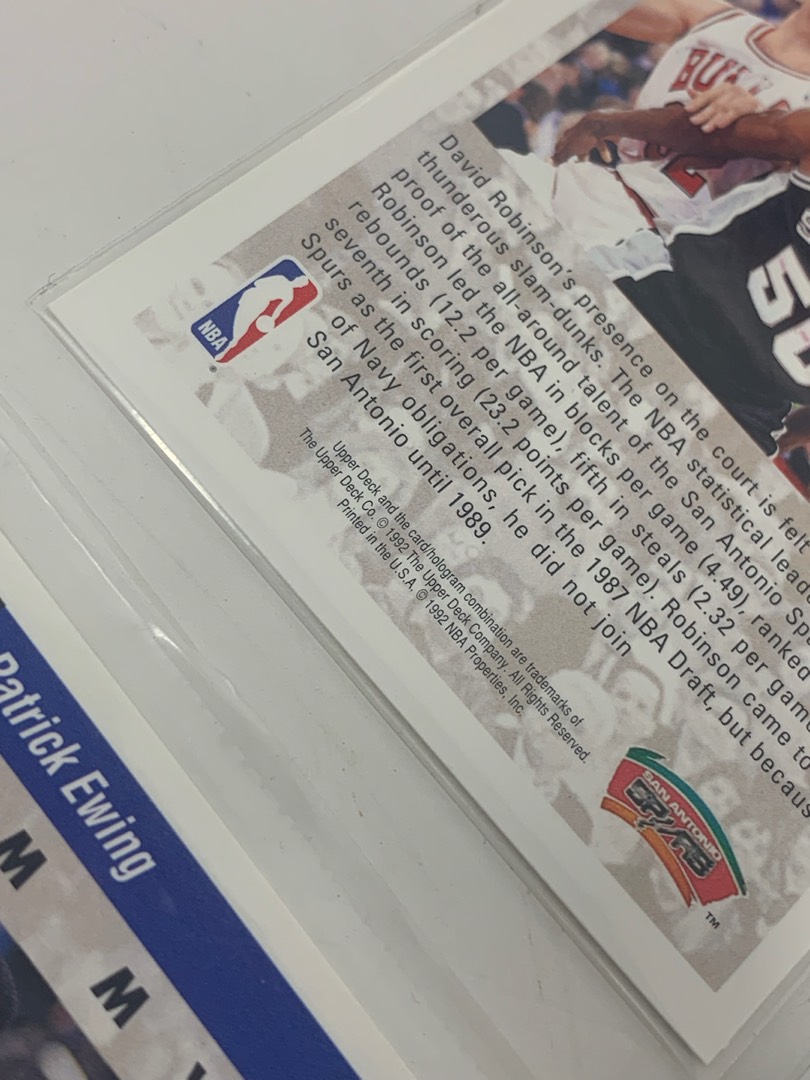 BU
50
David Robinson's presence on the court is felt
thunderous slam-dunks. The NBA statistical leade
proof of the all-around talent of the San Antonio Sp
Robinson led the NBA in blocks per game (4.49), ranked
rebounds (12.2 per game), fifth in steals (2.32 per game
seventh in scoring (23.2 points per game). Robinson came to
Spurs as the first overall pick in the 1987 NBA Draft, but becaus
of Navy obligations, he did not join
San Antonio until 1989.
NBA
Upper Deck and the card/hologram combination are trademarks of
The Upper Deck Co. © 1992 The Upper Deck Company. All Rights Reserved.
Printed in the U.S.A. © 1992 NBA Properties, Inc.
SAN ANTONIO
SPURS
TM
Patrick Ewing
M
M